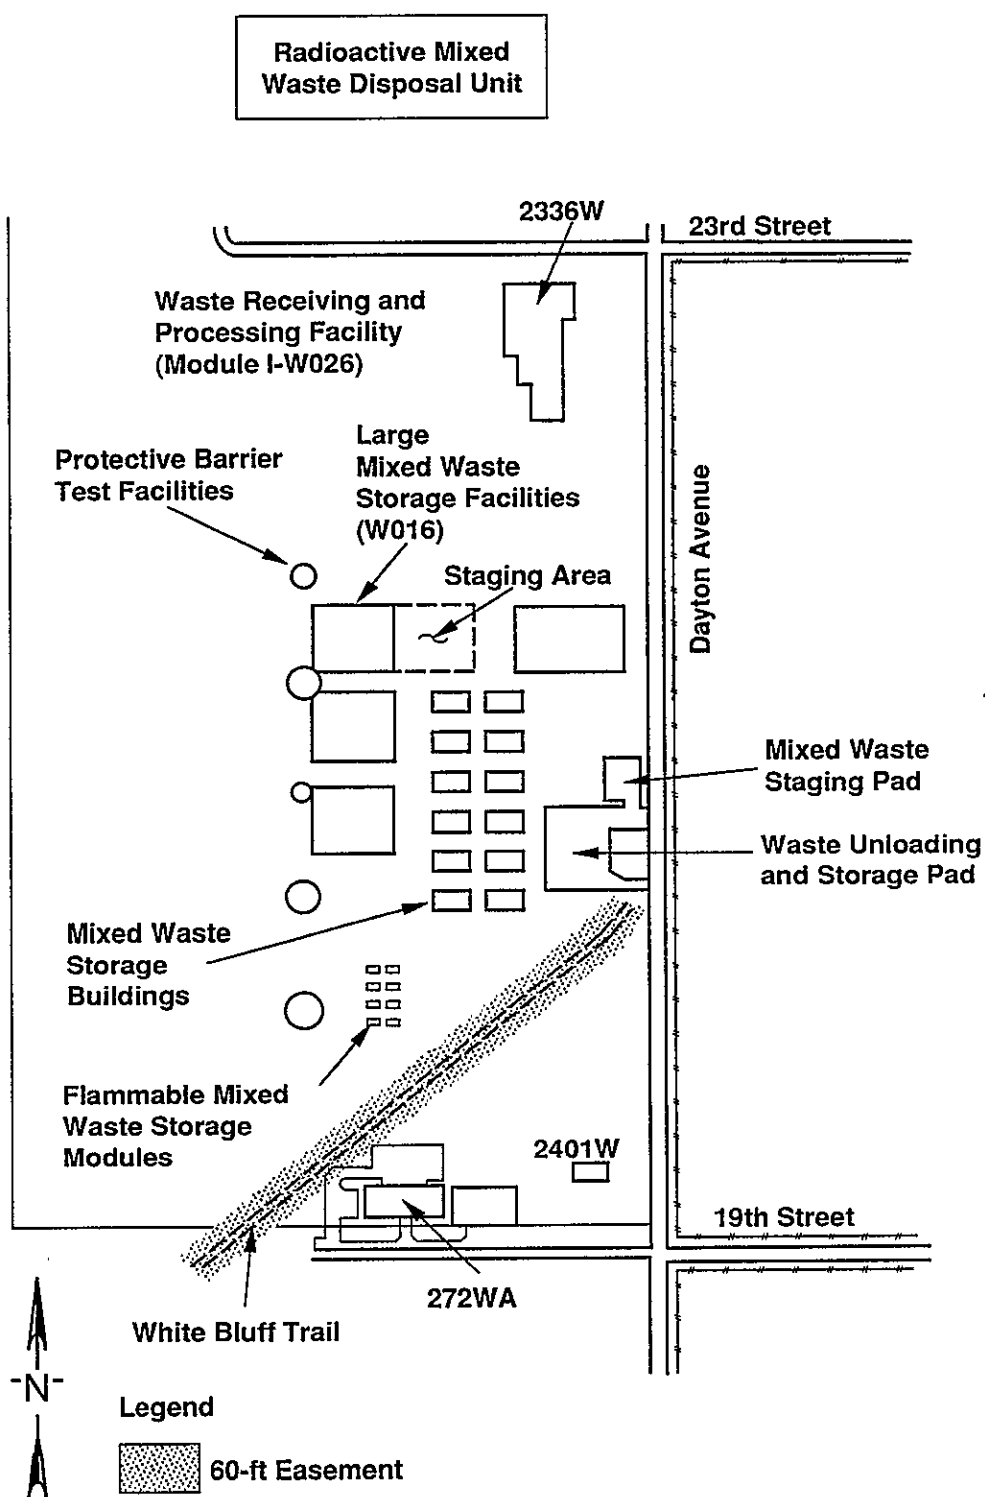 Radioactive Mixed
Waste Disposal Unit
2336W
23rd Street
Waste Receiving and
Processing Facility
(Module I-W026)
Large
Mixed Waste
Storage Facilities
(W016)
Protective Barrier
Test Facilities
Staging Area
Dayton Avenue
Mixed Waste
Staging Pad
Waste Unloading
and Storage Pad
Mixed Waste
Storage
Buildings
Flammable Mixed
Waste Storage
Modules
2401W
19th Street
272WA
White Bluff Trail
-N-
Legend
60-ft Easement